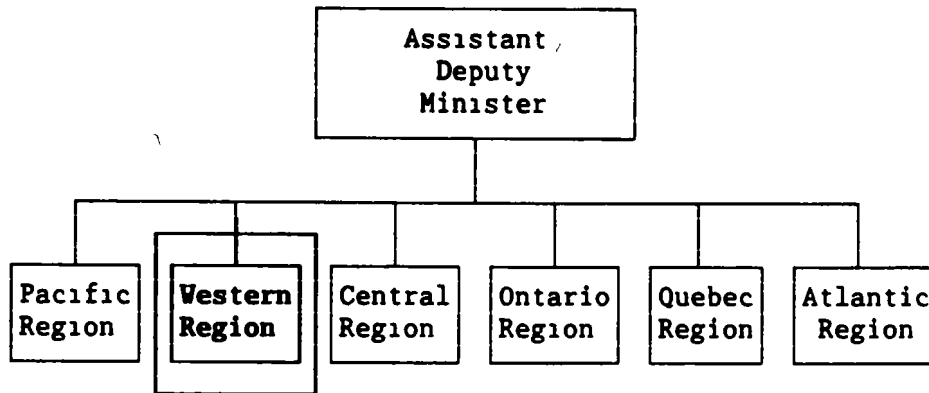 Assistant
Deputy
Minister
Pacific
Region
Western
Region
Central
Region
Ontario
Region
Quebec
Region
Atlantic
Region